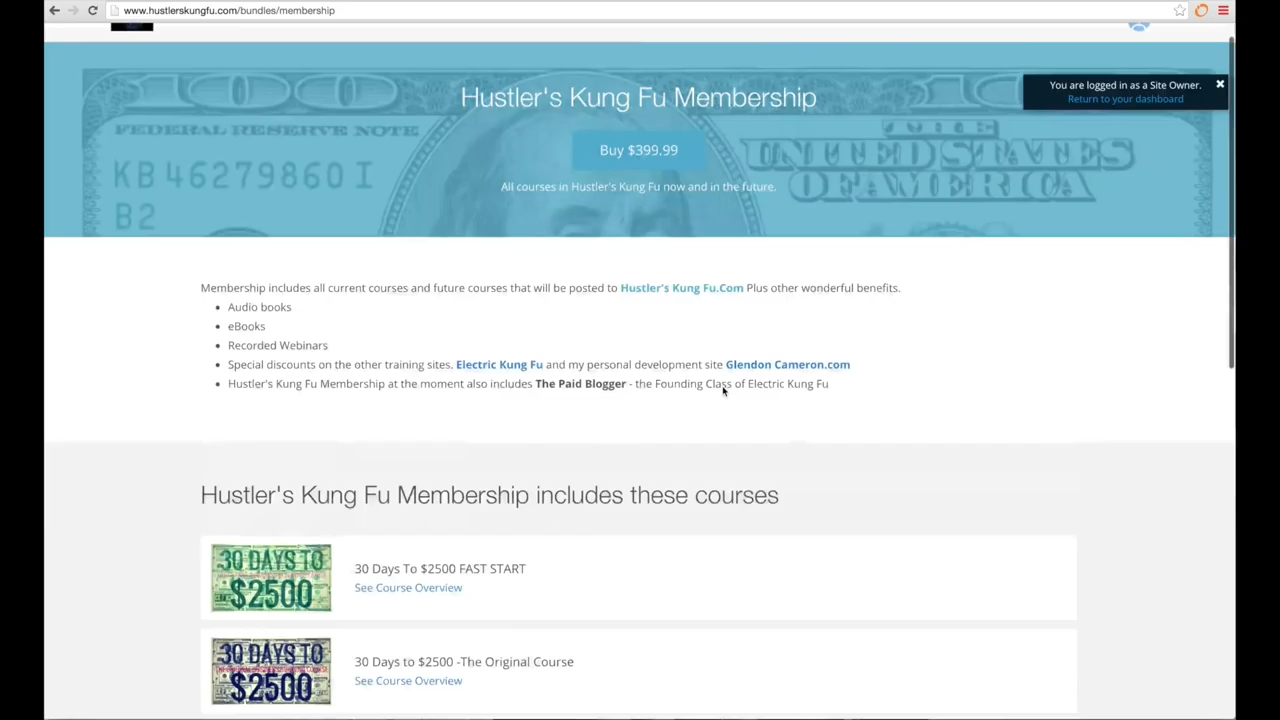 www.hustlerskungfu.com/bundles/membership
You are logged in as a Site Owner.
Return to your dashboard
Hustler's Kung Fu Membership
FEDERAL RESERVE NOTE
KB 46279860 I
B2
THE
UNITED STATES
OF AMERICA
Buy $399.99
All courses in Hustler's Kung Fu now and in the future.
Membership includes all current courses and future courses that will be posted to Hustler's Kung Fu.Com Plus other wonderful benefits.
Audio books
eBooks
Recorded Webinars
Special discounts on the other training sites. Electric Kung Fu and my personal development site Glendon Cameron.com
Hustler's Kung Fu Membership at the moment also includes The Paid Blogger - the Founding Class of Electric Kung Fu
Hustler's Kung Fu Membership includes these courses
30 DAYS TO
$2500
30 Days To $2500 FAST START
See Course Overview
30 DAYS TO
$2500
30 Days to $2500 -The Original Course
See Course Overview